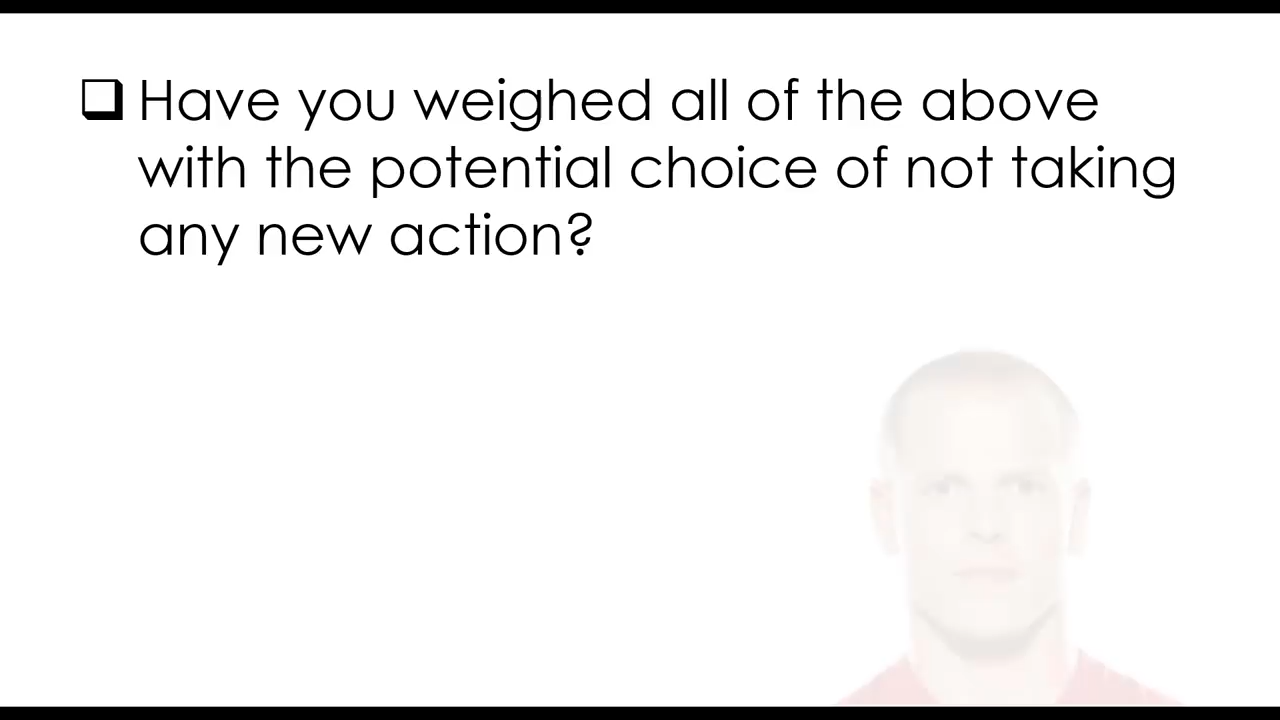 ❑ Have you weighed all of the above
with the potential choice of not taking
any new action?